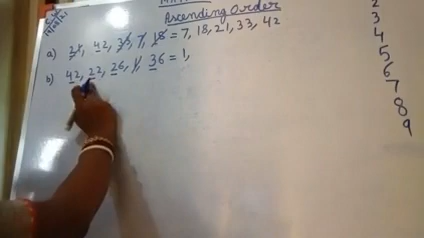 Ascending Order
a) 21, 42, 33, 7, 18 = 7, 18, 21, 33, 42
b) 42, 22, 26, 1, 36 = 1,
2
3
4
5
6
7
8
9